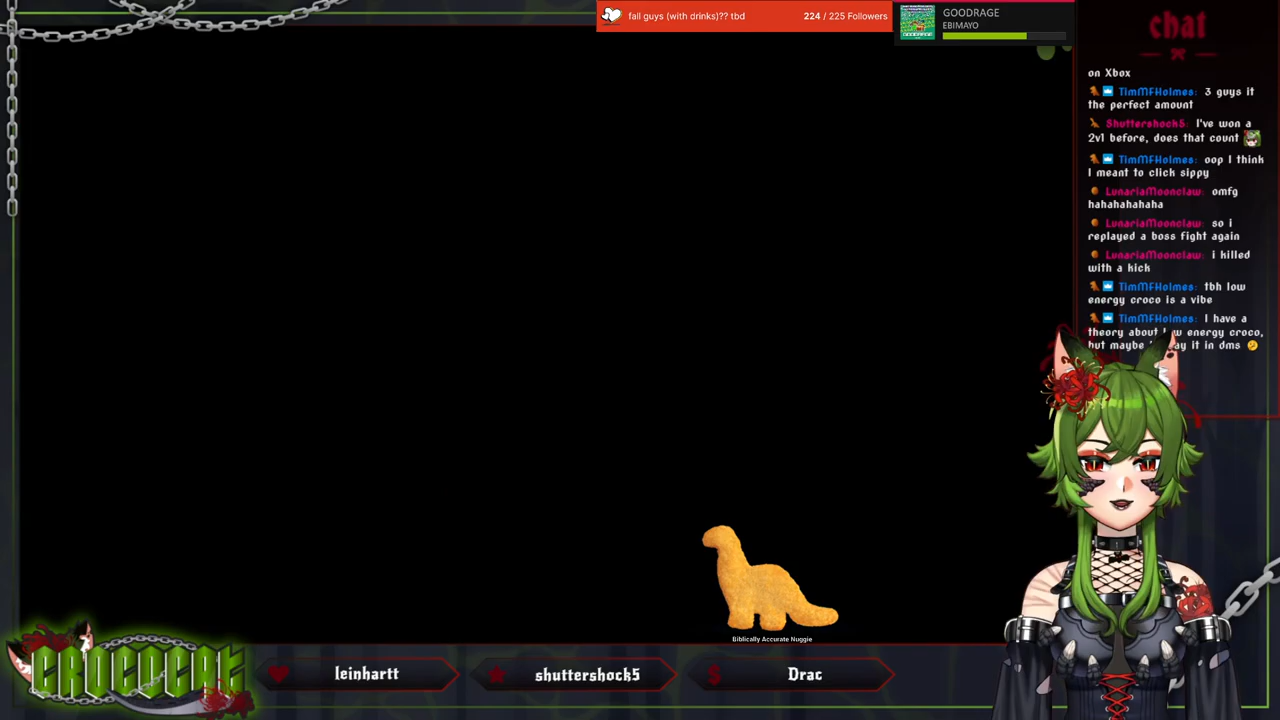 fall guys (with drinks)?? tbd
224 / 225 Followers
GOODRAGE
EBIMAYO
chat
on Xbox
TimMFHolmes: 3 guys it
the perfect amount
Shuttershock5: I've won a
2v1 before, does that count
TimMFHolmes: oop I think
I meant to click sippy
LunariaMoonclaw: omfg
hahahahahaha
LunariaMoonclaw: so i
replayed a boss fight again
LunariaMoonclaw: i killed
with a kick
TimMFHolmes: tbh low
energy croco is a vibe
TimMFHolmes: I have a
theory about energy croco,
but maybe it in dms
Biblically Accurate Nuggie
CROCOCAT
leinhartt
shuttershock5
Drac